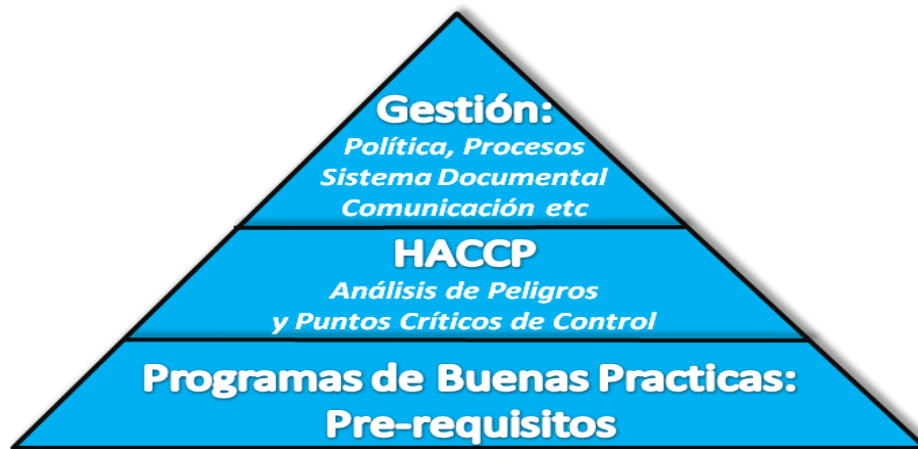 Gestión:
Política, Procesos
Sistema Documental
Comunicación etc
HACCP
Análisis de Peligros
y Puntos Críticos de Control
Programas de Buenas Practicas:
Pre-requisitos